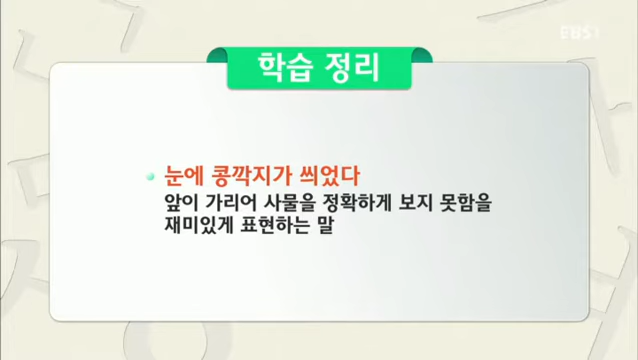 EBS1
학습 정리
눈에 콩깍지가 씌었다
앞이 가리어 사물을 정확하게 보지 못함을
재미있게 표현하는 말